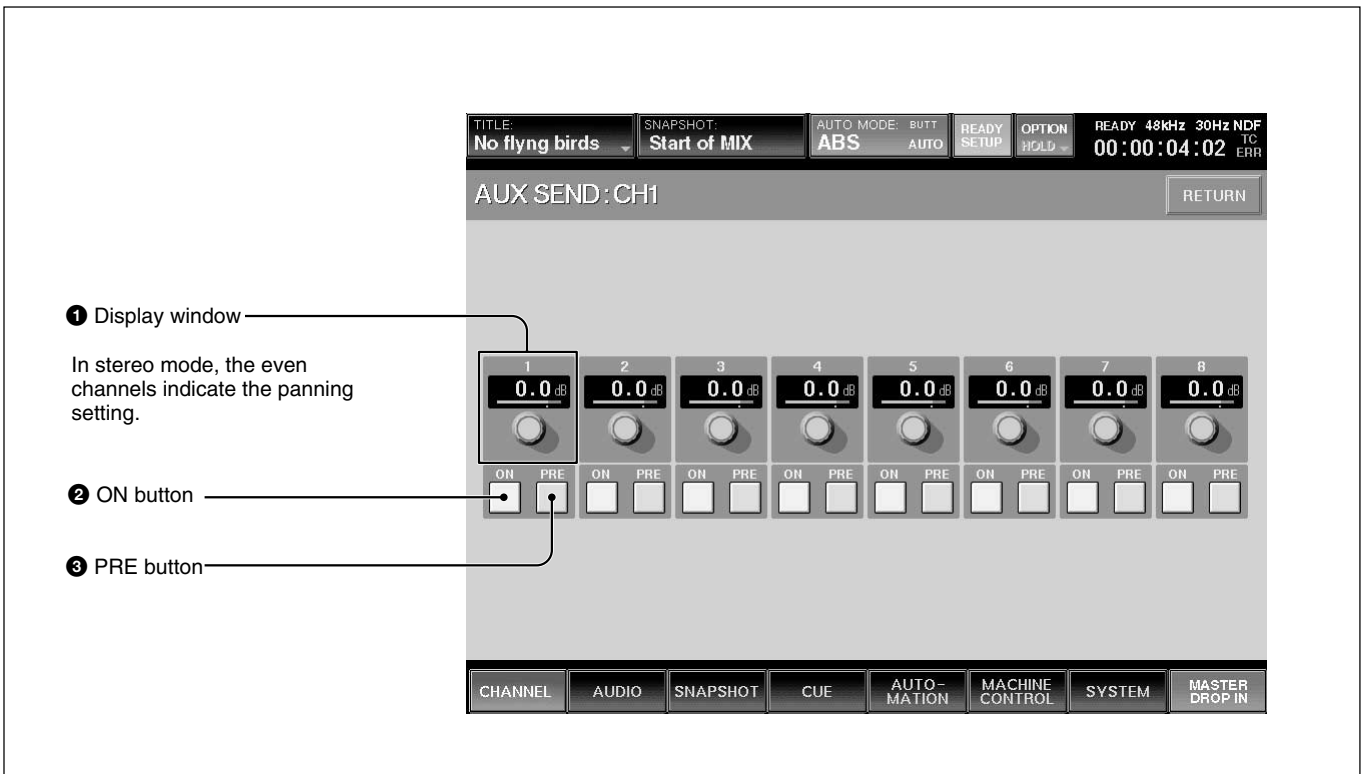 TITLE:
No flyng birds
SNAPSHOT:
Start of MIX
AUTO MODE: BUTT
ABS AUTO
READY
SETUP
OPTION
HOLD
READY 48kHz 30Hz NDF
00:00:04:02 TC
ERR
AUX SEND:CH1
RETURN
❶ Display window
In stereo mode, the even
channels indicate the panning
setting.
1 2 3 4 5 6 7 8
0.0 dB 0.0 dB 0.0 dB 0.0 dB 0.0 dB 0.0 dB 0.0 dB 0.0 dB
ON PRE ON PRE ON PRE ON PRE ON PRE ON PRE ON PRE ON PRE
❷ ON button
❸ PRE button
CHANNEL
AUDIO
SNAPSHOT
CUE
AUTO-
MATION
MACHINE
CONTROL
SYSTEM
MASTER
DROP IN